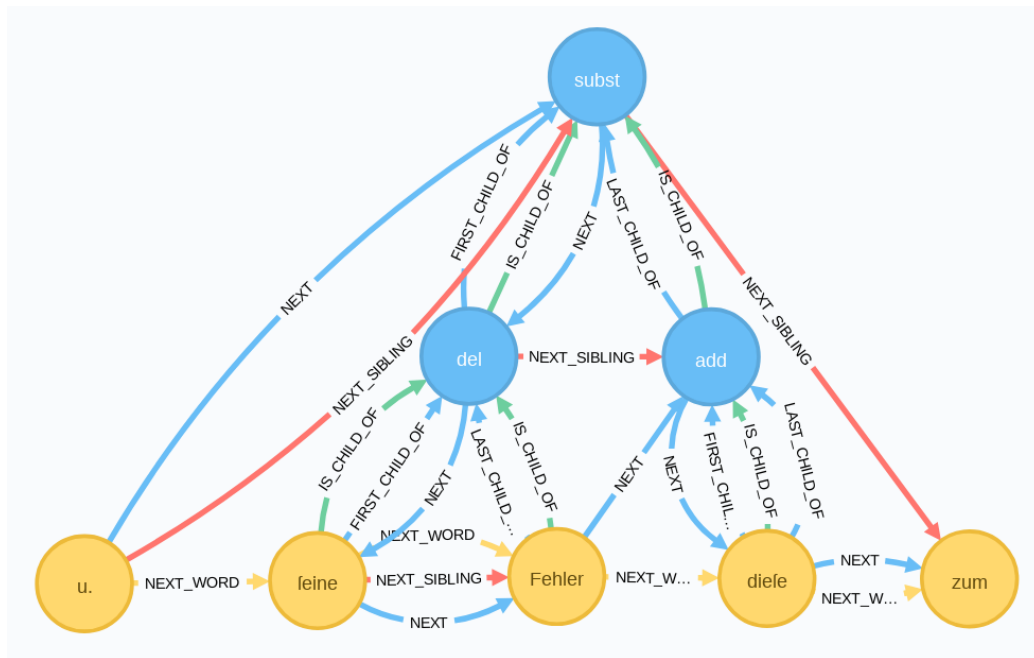 subst
FIRST_CHILD_OF
IS_CHILD_OF
LAST_CHILD_OF
IS_CHILD_OF
NEXT
NEXT
NEXT_SIBLING
NEXT_SIBLING
del
NEXT_SIBLING
add
IS_CHILD_OF
FIRST_CHILD_OF
NEXT
LAST_CHILD_...
IS_CHILD_OF
NEXT
NEXT
FIRST_CHIL...
IS_CHILD_OF
LAST_CHILD_OF
NEXT_WORD
u.
NEXT_WORD
ſeine
NEXT_SIBLING
Fehler
NEXT_W...
dieſe
NEXT
zum
NEXT_W...
NEXT